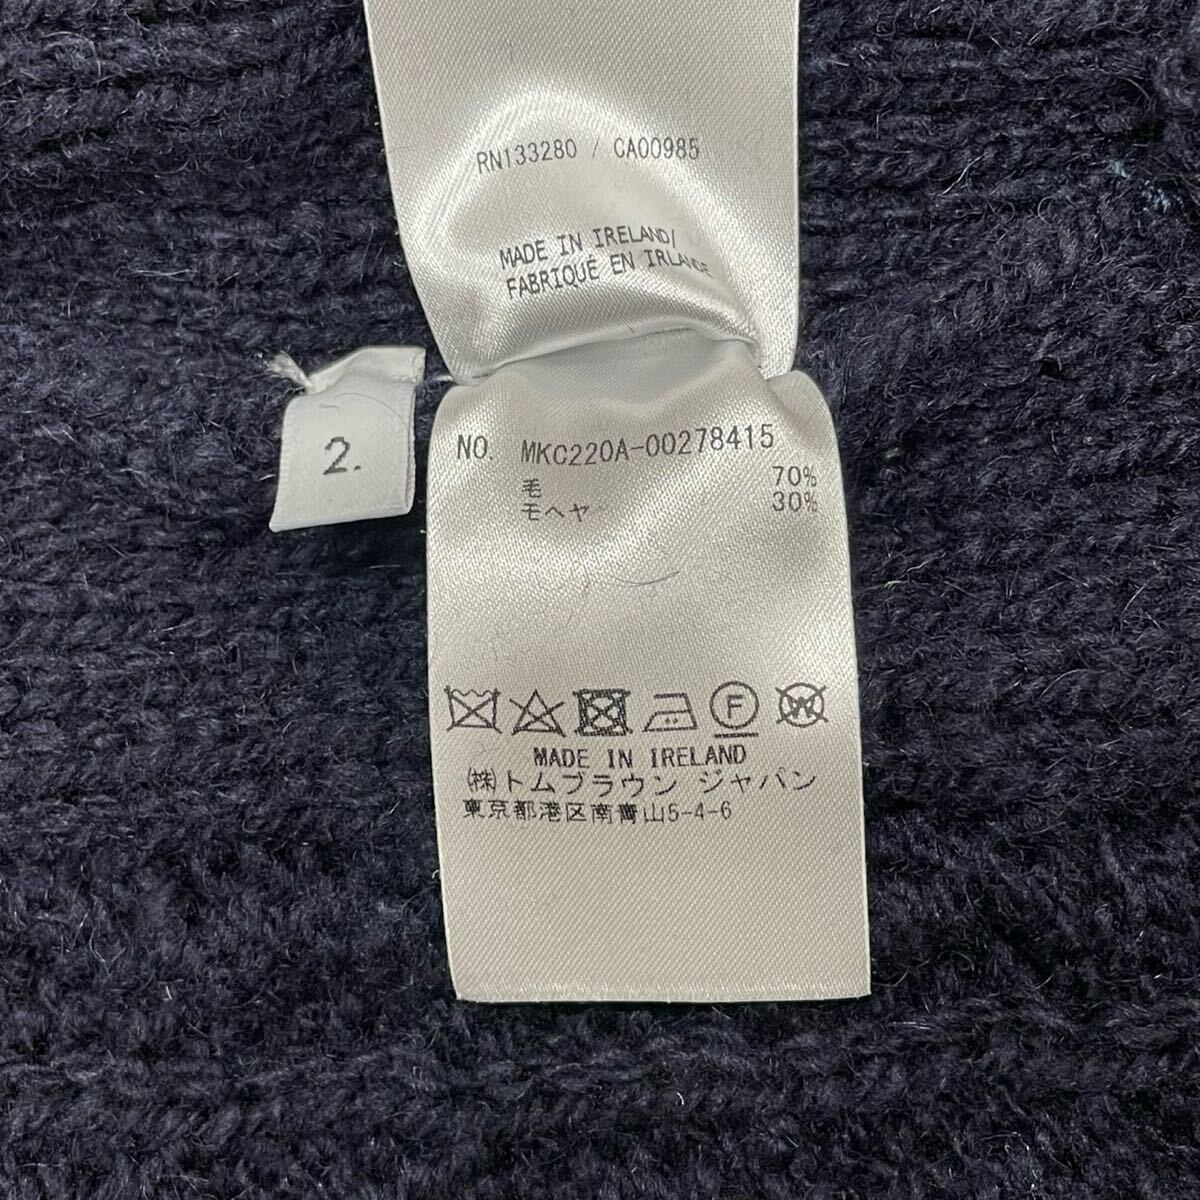 RN133280 / CA00985
MADE IN IRELAND/
FABRIQUÉ EN IRLANDE
2.
NO. MKC220A-00278415
毛 70%
モヘヤ 30%
F
W
MADE IN IRELAND
㈱トムブラウン ジャパン
東京都港区南青山5-4-6